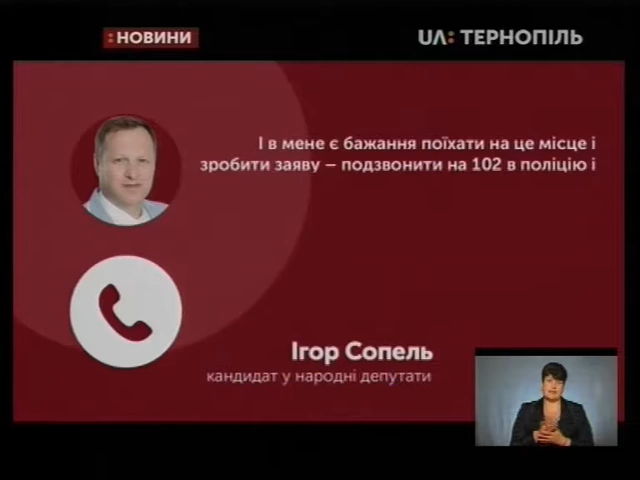 :НОВИНИ
UA: ТЕРНОПІЛЬ
І в мене є бажання поїхати на це місце і
зробити заяву – подзвонити на 102 в поліцію і
Ігор Сопель
кандидат у народні депутати